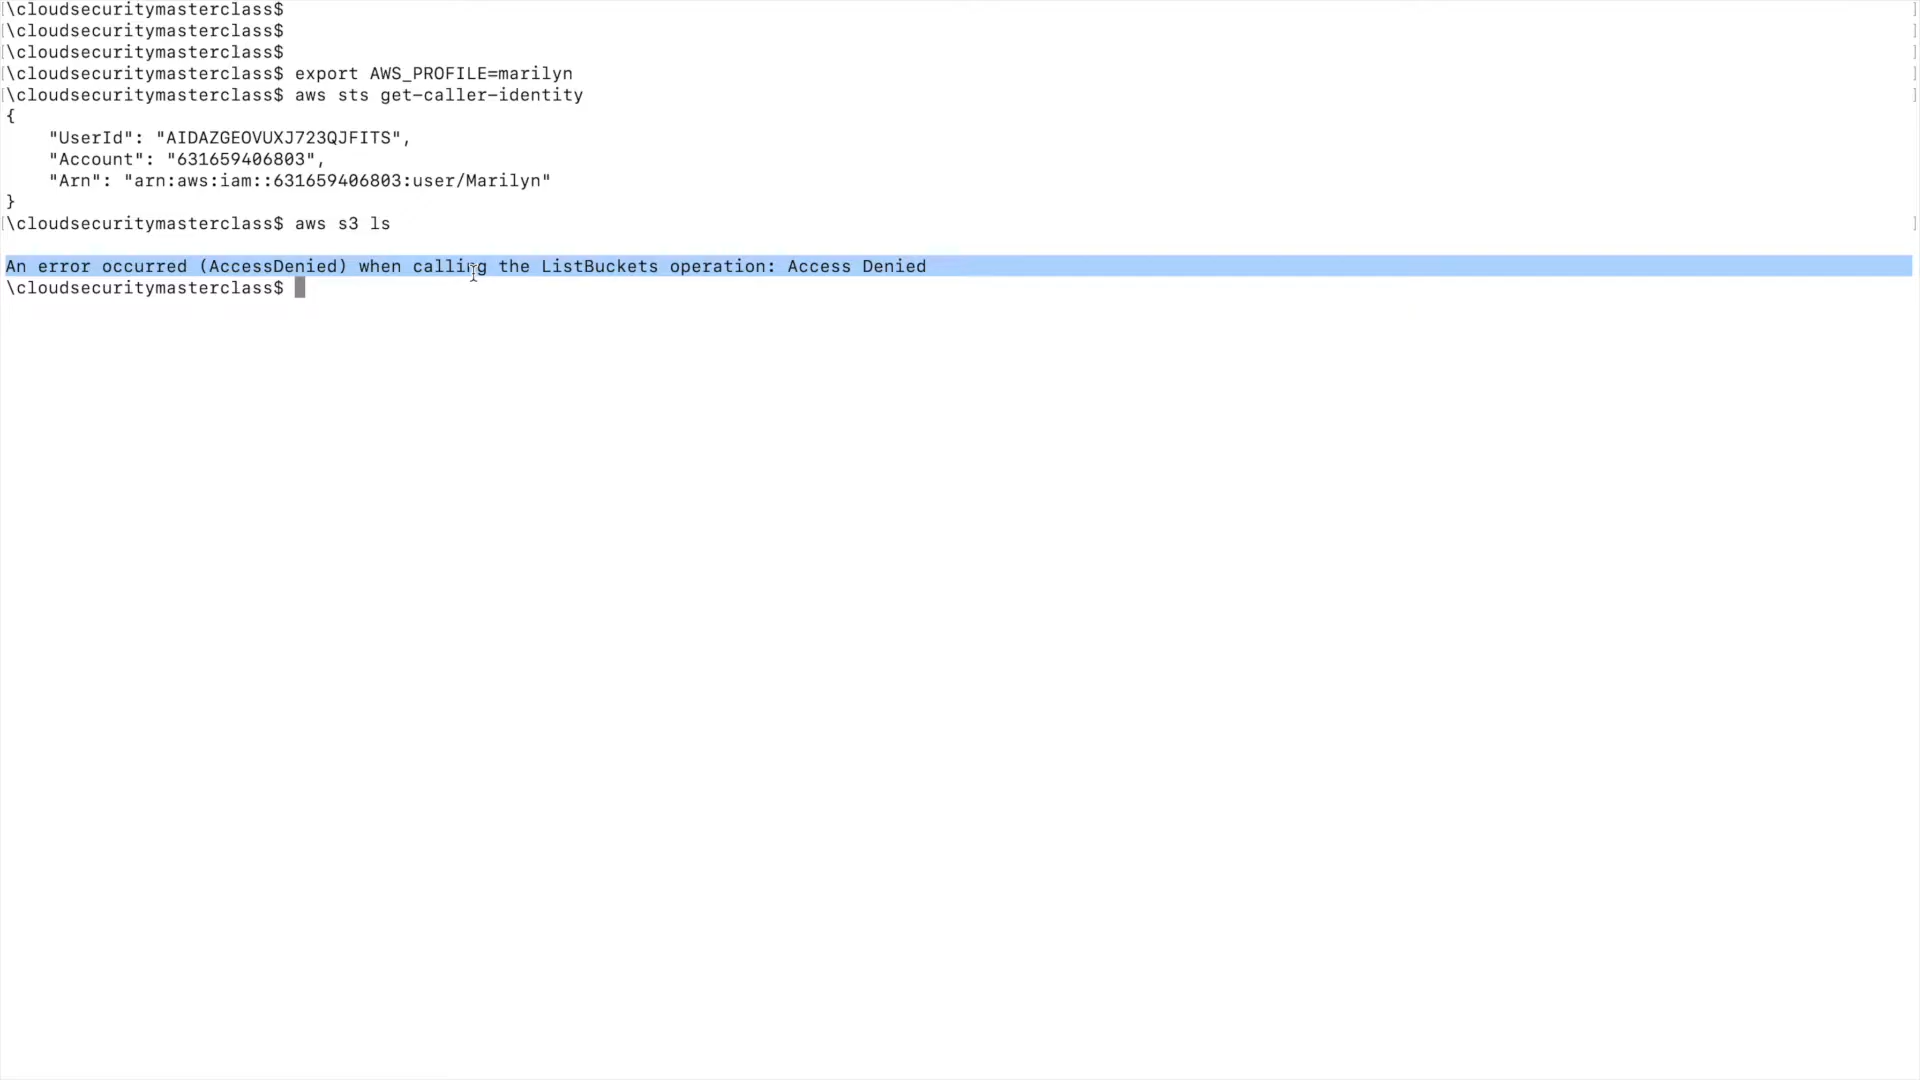 \cloudsecuritymasterclass$
\cloudsecuritymasterclass$
\cloudsecuritymasterclass$
\cloudsecuritymasterclass$ export AWS_PROFILE=marilyn
\cloudsecuritymasterclass$ aws sts get-caller-identity
{
    "UserId": "AIDAZGEOVUXJ723QJFITS",
    "Account": "631659406803",
    "Arn": "arn:aws:iam::631659406803:user/Marilyn"
}
\cloudsecuritymasterclass$ aws s3 ls
An error occurred (AccessDenied) when calling the ListBuckets operation: Access Denied
\cloudsecuritymasterclass$